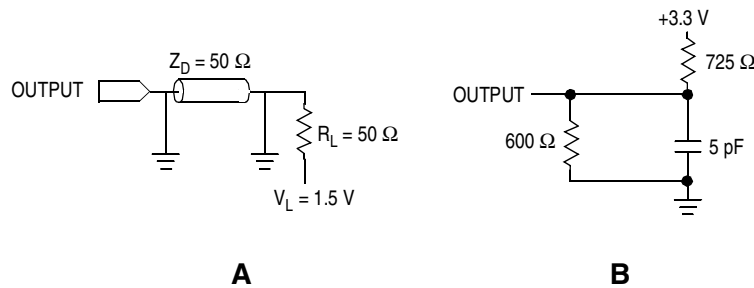 Z_D = 50 Ω
OUTPUT
R_L = 50 Ω
V_L = 1.5 V
A
+3.3 V
725 Ω
OUTPUT
600 Ω
5 pF
B